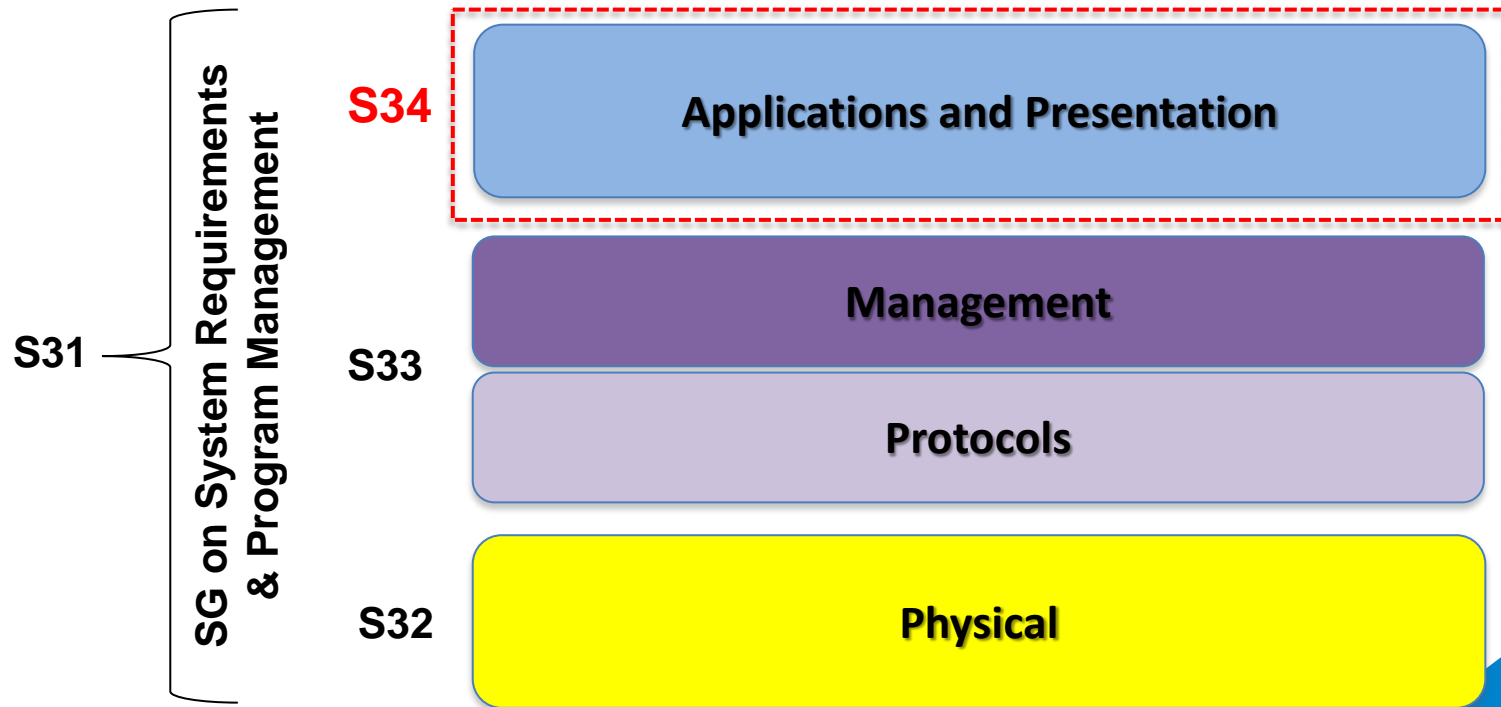 S31
SG on System Requirements
& Program Management
S34
Applications and Presentation
S33
Management
Protocols
S32
Physical